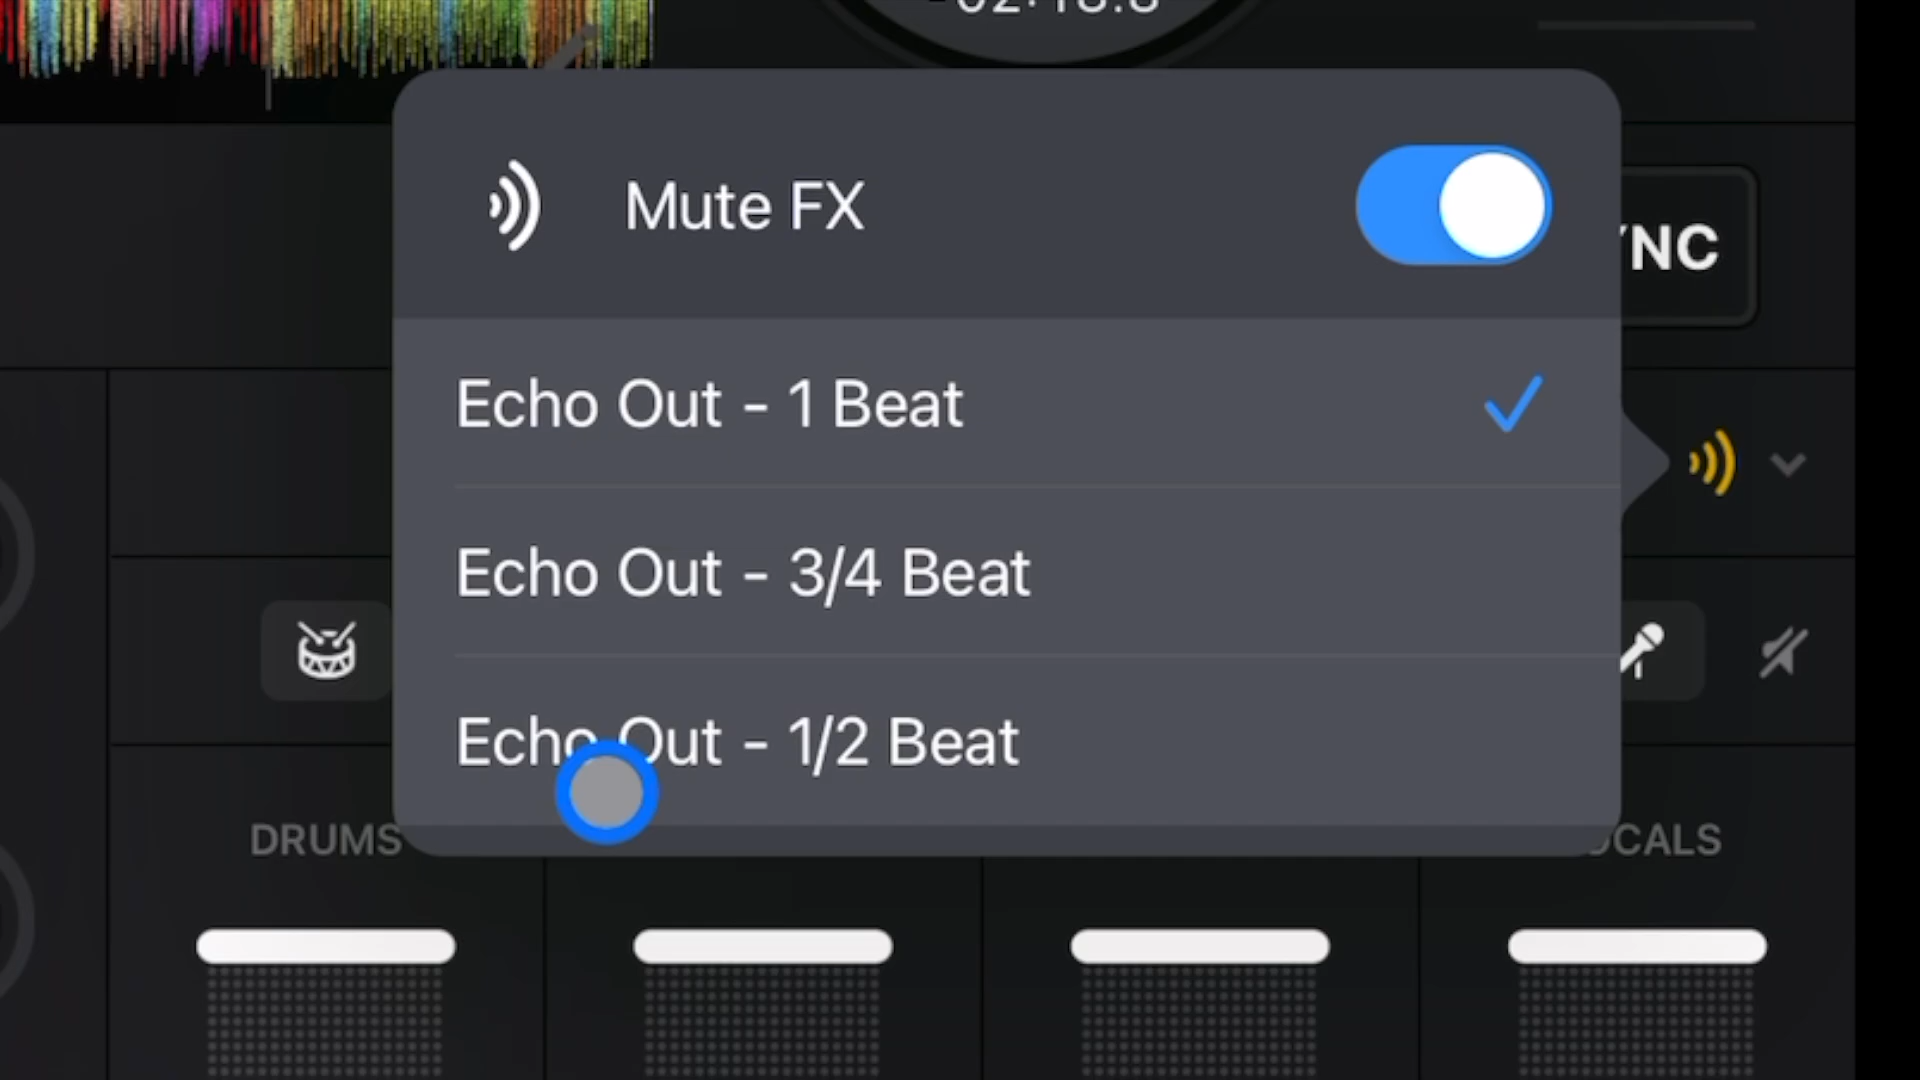 Mute FX
Echo Out - 1 Beat
Echo Out - 3/4 Beat
Echo Out - 1/2 Beat
DRUMS